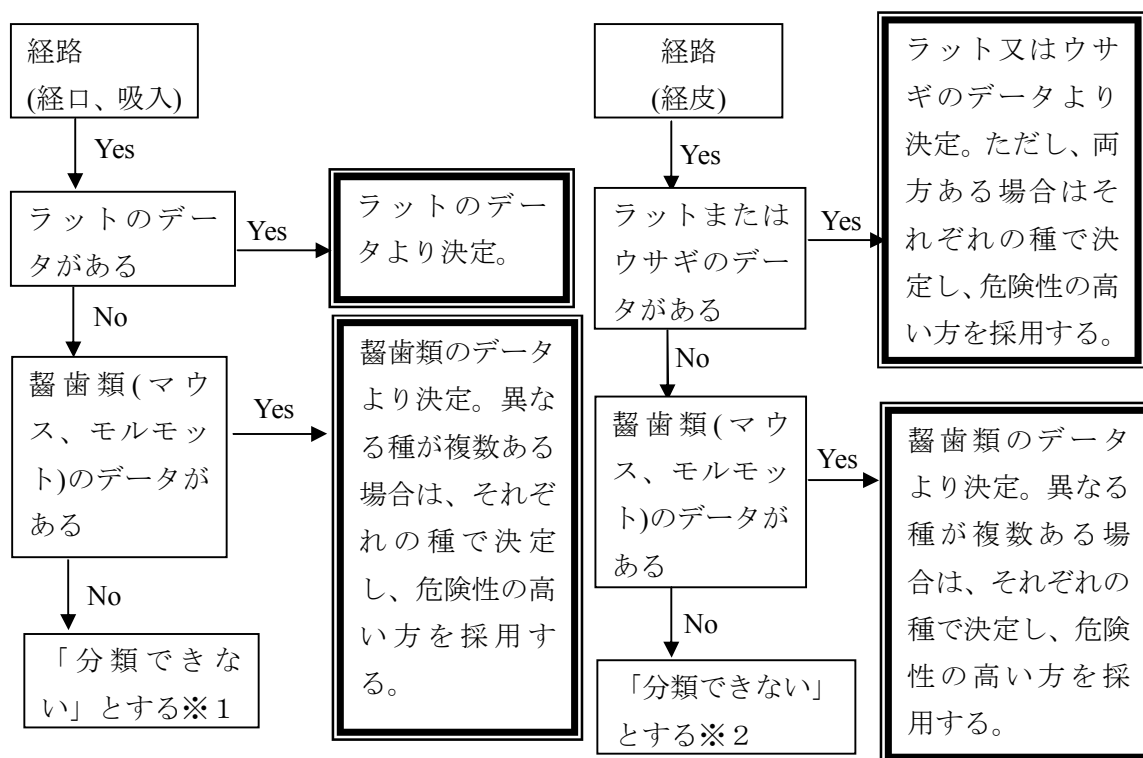 経路
(経口、吸入)
Yes
ラットのデー
タがある
Yes
ラットのデー
タより決定。
No
齧歯類(マウ
ス、モルモッ
ト)のデータが
ある
Yes
齧歯類のデータ
より決定。異な
る種が複数ある
場合は、それぞ
れの種で決定
し、危険性の高
い方を採用す
る。
No
「分類できな
い」とする※1
経路
(経皮)
Yes
ラットまたは
ウサギのデー
タがある
Yes
ラット又はウサ
ギのデータより
決定。ただし、両
方ある場合はそ
れぞれの種で決
定し、危険性の高
い方を採用する。
No
齧歯類(マウ
ス、モルモッ
ト)のデータが
ある
Yes
齧歯類のデータ
より決定。異なる
種が複数ある場
合は、それぞれの
種で決定し、危険
性の高い方を採
用する。
No
「分類できない」
とする※2